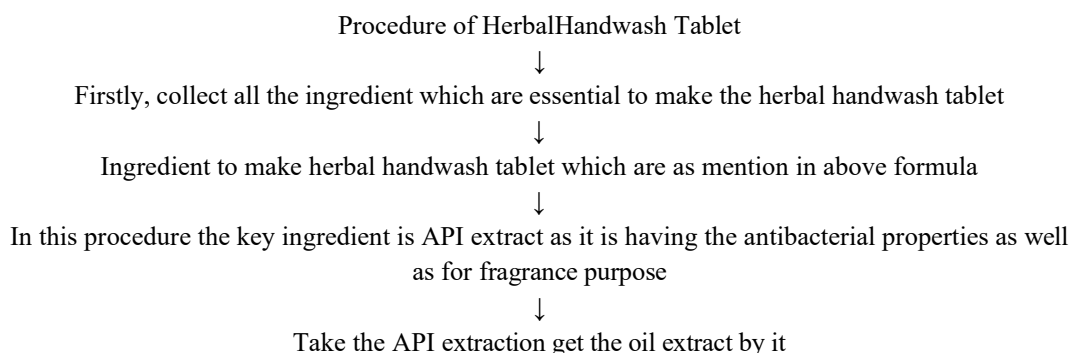 Procedure of HerbalHandwash Tablet
↓
Firstly, collect all the ingredient which are essential to make the herbal handwash tablet
↓
Ingredient to make herbal handwash tablet which are as mention in above formula
↓
In this procedure the key ingredient is API extract as it is having the antibacterial properties as well
as for fragrance purpose
↓
Take the API extraction get the oil extract by it